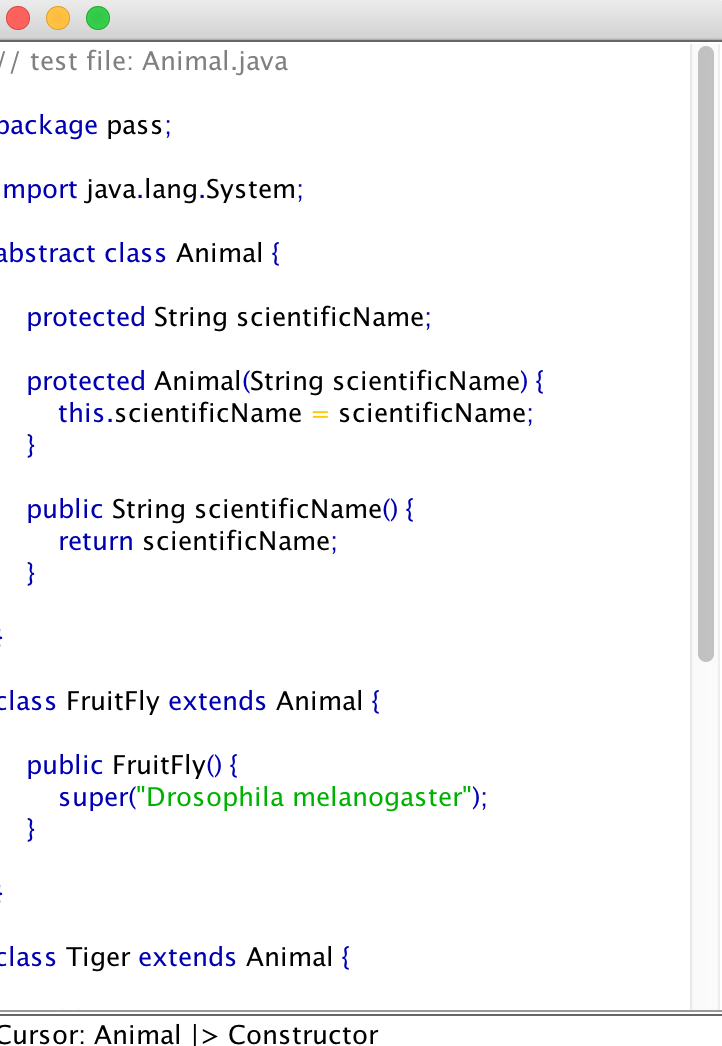 // test file: Animal.java
package pass;
import java.lang.System;
abstract class Animal {
protected String scientificName;
protected Animal(String scientificName) {
this.scientificName = scientificName;
}
public String scientificName() {
return scientificName;
}
}
class FruitFly extends Animal {
public FruitFly() {
super("Drosophila melanogaster");
}
}
class Tiger extends Animal {
Cursor: Animal |> Constructor